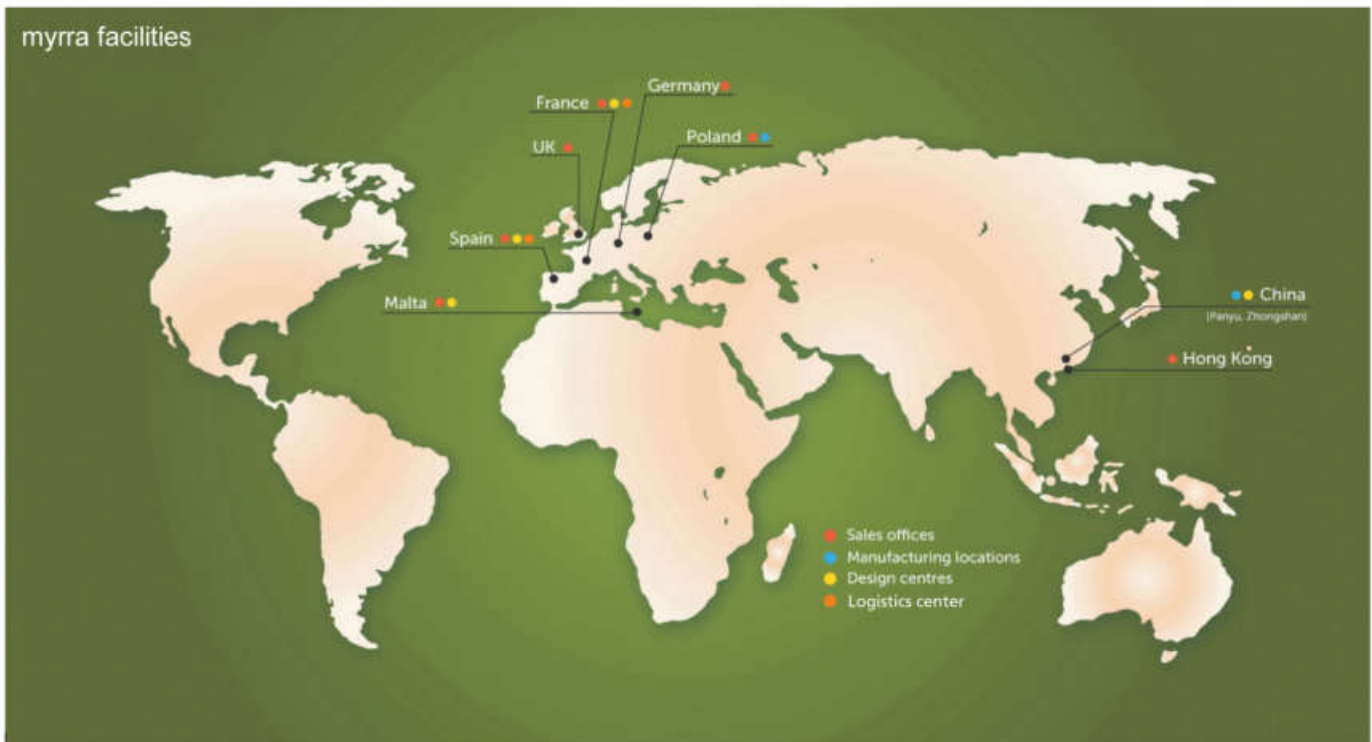 myrra facilities
Germany
France
Poland
UK
Spain
Malta
China
(Panyu, Zhongshan)
Hong Kong
Sales offices
Manufacturing locations
Design centres
Logistics center